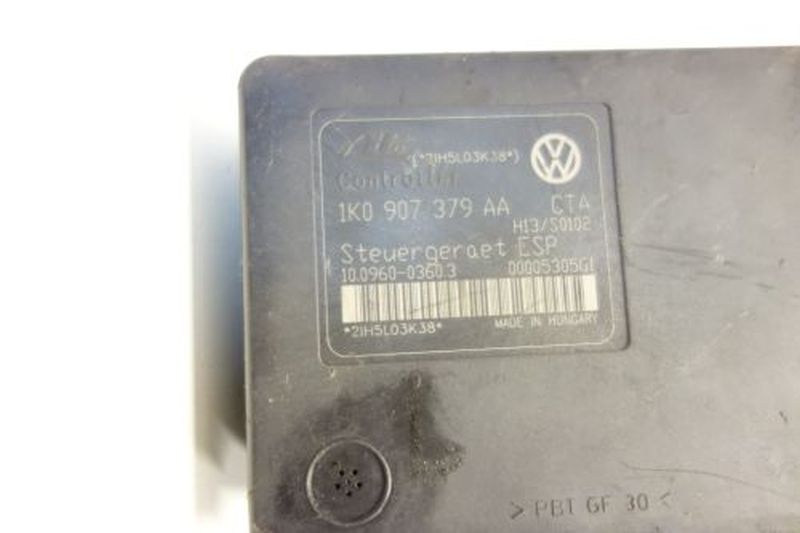 (*2IH5L03K38*)
Controller
1K0 907 379 AA CTA
H13/S0102
Steuergeraet ESP
10.0960-0360.3 00005305G1
*2IH5L03K38*
MADE IN HUNGARY
>PBT GF 30<